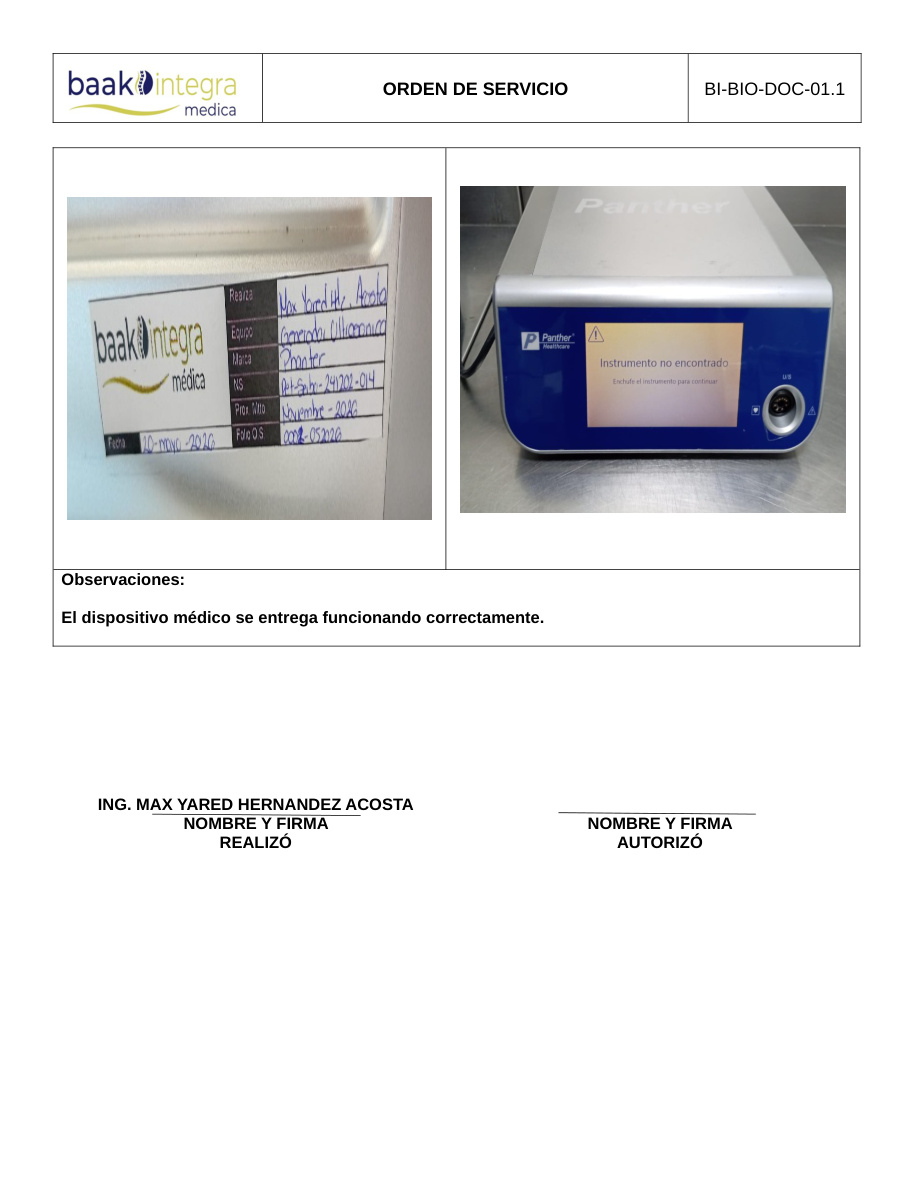 baak integra
medica
ORDEN DE SERVICIO
BI-BIO-DOC-01.1
baak integra
médica
Realiza Max Yared Hdz. Acosta
Equipo Generador Ultrasonico
Marca Panter
NS
Prox. Mtto Noviembre - 2026
Fecha 20-mayo-2026
Folio O.S. 0002-052026
Panther
Panther
Healthcare
Instrumento no encontrado
Enchufe el instrumento para continuar
U/B
Observaciones:
El dispositivo médico se entrega funcionando correctamente.
ING. MAX YARED HERNANDEZ ACOSTA
NOMBRE Y FIRMA
REALIZÓ
NOMBRE Y FIRMA
AUTORIZÓ